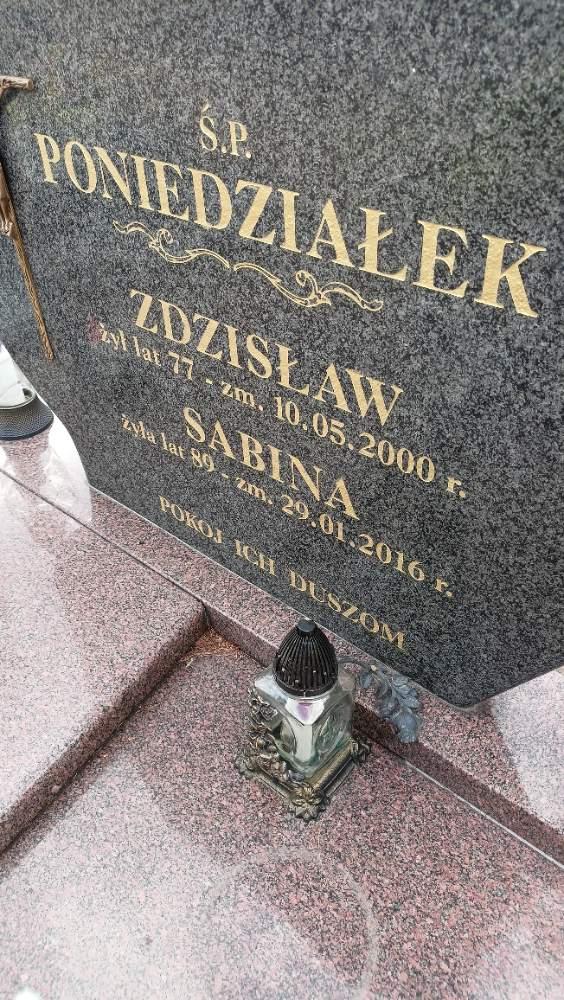 Ś.P.
PONIEDZIAŁEK
ZDZISŁAW
żył lat 77 - zm. 10.05.2000 r.
SABINA
żyła lat 89 - zm. 29.01.2016 r.
POKÓJ ICH DUSZOM